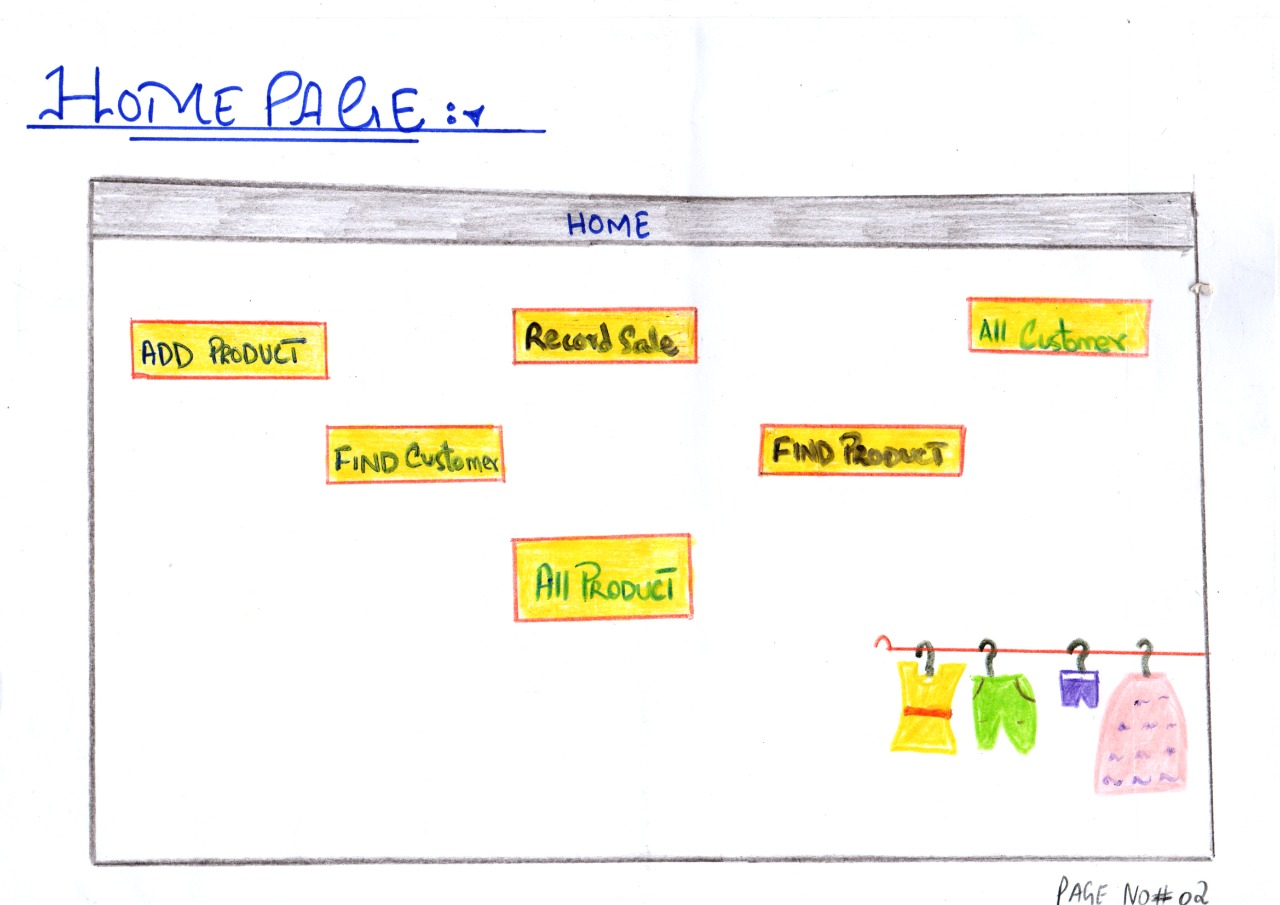 HOME PAGE :-
HOME
ADD PRODUCT
Record Sale
All Customer
FIND Customer
FIND PRODUCT
All PRODUCT
PAGE NO# 02